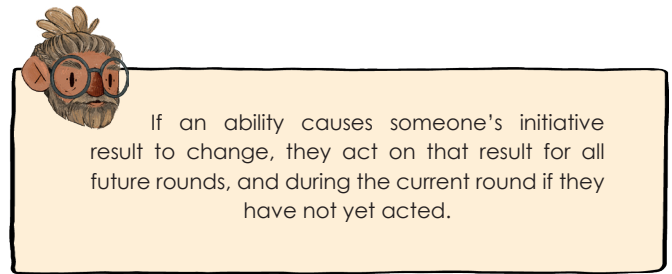 If an ability causes someone’s initiative
result to change, they act on that result for all
future rounds, and during the current round if they
have not yet acted.